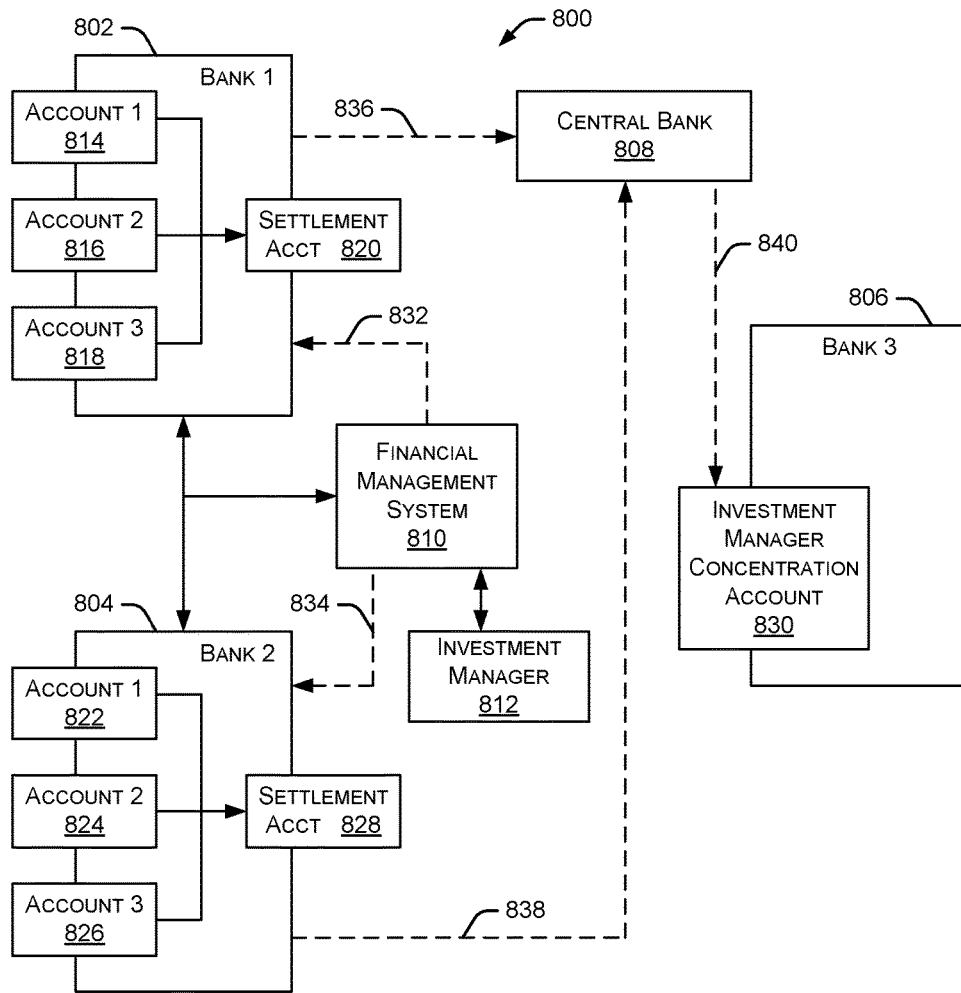 800
802
BANK 1
ACCOUNT 1
814
836
CENTRAL BANK
808
ACCOUNT 2
816
SETTLEMENT
ACCT 820
840
ACCOUNT 3
818
832
806
BANK 3
FINANCIAL
MANAGEMENT
SYSTEM
810
INVESTMENT
MANAGER
CONCENTRATION
ACCOUNT
830
804
834
BANK 2
INVESTMENT
MANAGER
812
ACCOUNT 1
822
ACCOUNT 2
824
SETTLEMENT
ACCT 828
ACCOUNT 3
826
838